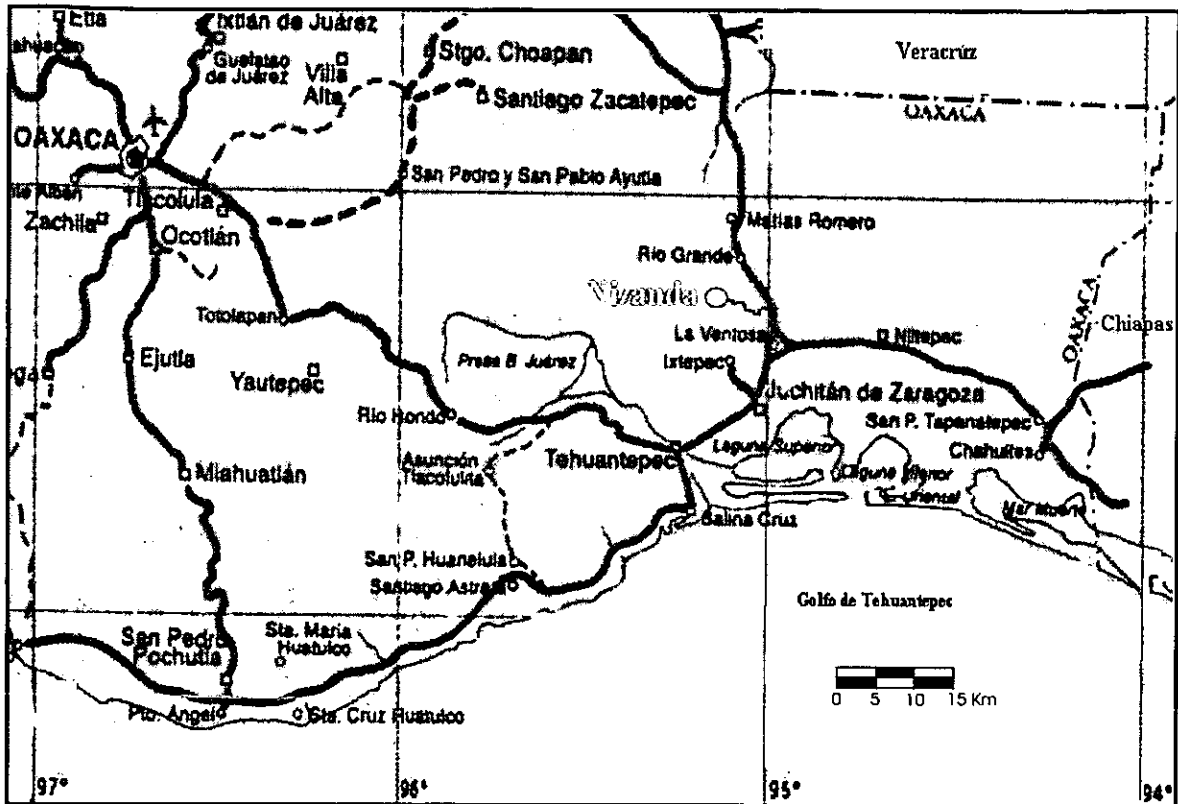 Etla
Ixtlán de Juárez
Guelatao
de Juárez
Villa
Alta
Stgo. Choapan
Santiago Zacatepec
Veracrúz
OAXACA
OAXACA
San Pedro y San Pablo Ayutla
Tlacolula
Zachila
Ocotlán
Matías Romero
Río Grande
Nizanda
Totolapan
La Ventosa
Niltepec
OAXACA
Chiapas
Ixtepec
Presa B. Juárez
Ejutla
Yautepec
Juchitán de Zaragoza
Río Hondo
San P. Tapanatepec
Laguna Superior
Tehuantepec
Chahuites
Asunción
Tlacolulita
Miahuatlán
Oriental
Mar Muerto
Salina Cruz
San P. Huamelula
Santiago Astata
Golfo de Tehuantepec
Sta. María
Huatulco
San Pedro
Pochutla
0 5 10 15 Km
Pto. Angel
Sta. Cruz Huatulco
97°
96°
95°
94°